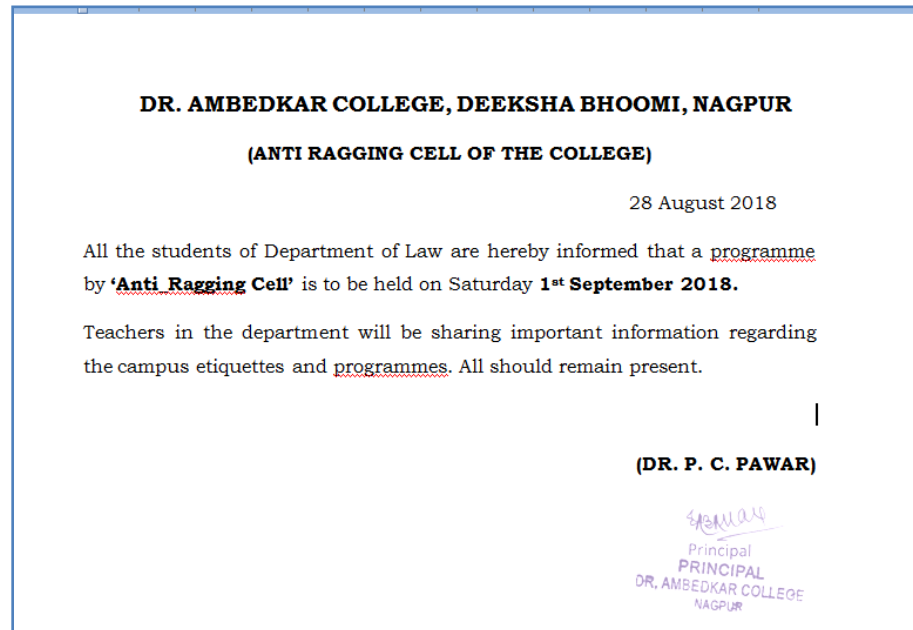 DR. AMBEDKAR COLLEGE, DEEKSHA BHOOMI, NAGPUR
(ANTI RAGGING CELL OF THE COLLEGE)
28 August 2018
All the students of Department of Law are hereby informed that a programme
by ‘Anti_Ragging Cell’ is to be held on Saturday 1st September 2018.
Teachers in the department will be sharing important information regarding
the campus etiquettes and programmes. All should remain present.
(DR. P. C. PAWAR)
Principal
PRINCIPAL
DR. AMBEDKAR COLLEGE
NAGPUR